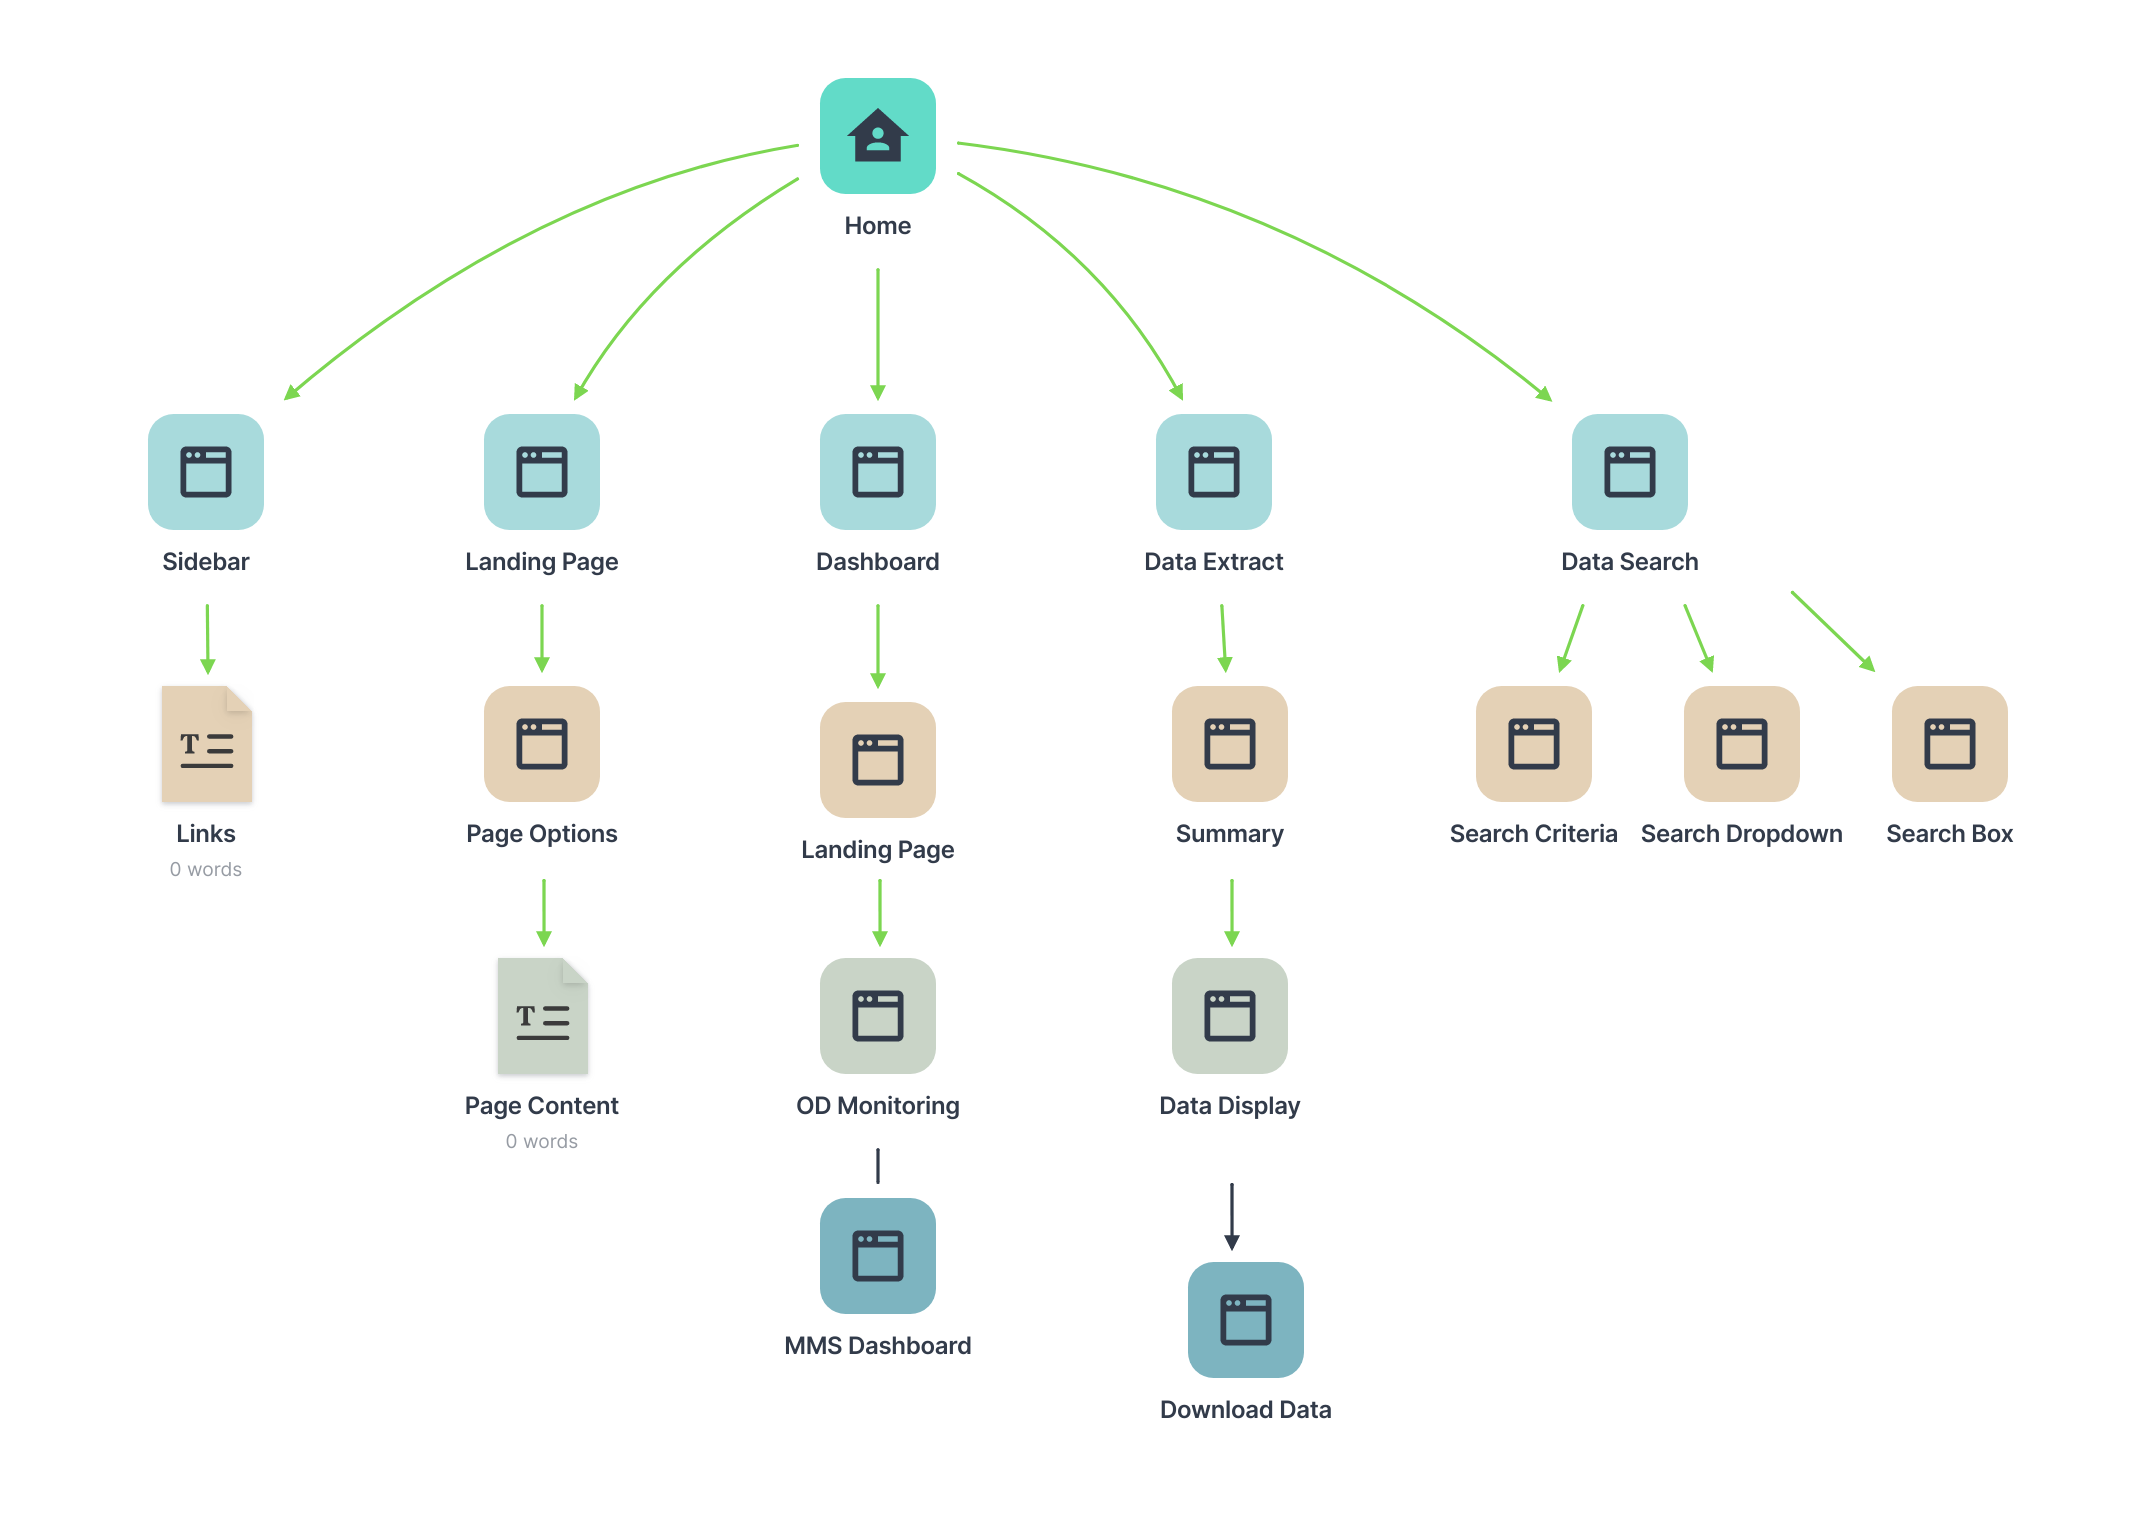 Home
Sidebar
Landing Page
Dashboard
Data Extract
Data Search
Links
0 words
Page Options
Landing Page
Summary
Search Criteria
Search Dropdown
Search Box
Page Content
0 words
OD Monitoring
Data Display
MMS Dashboard
Download Data